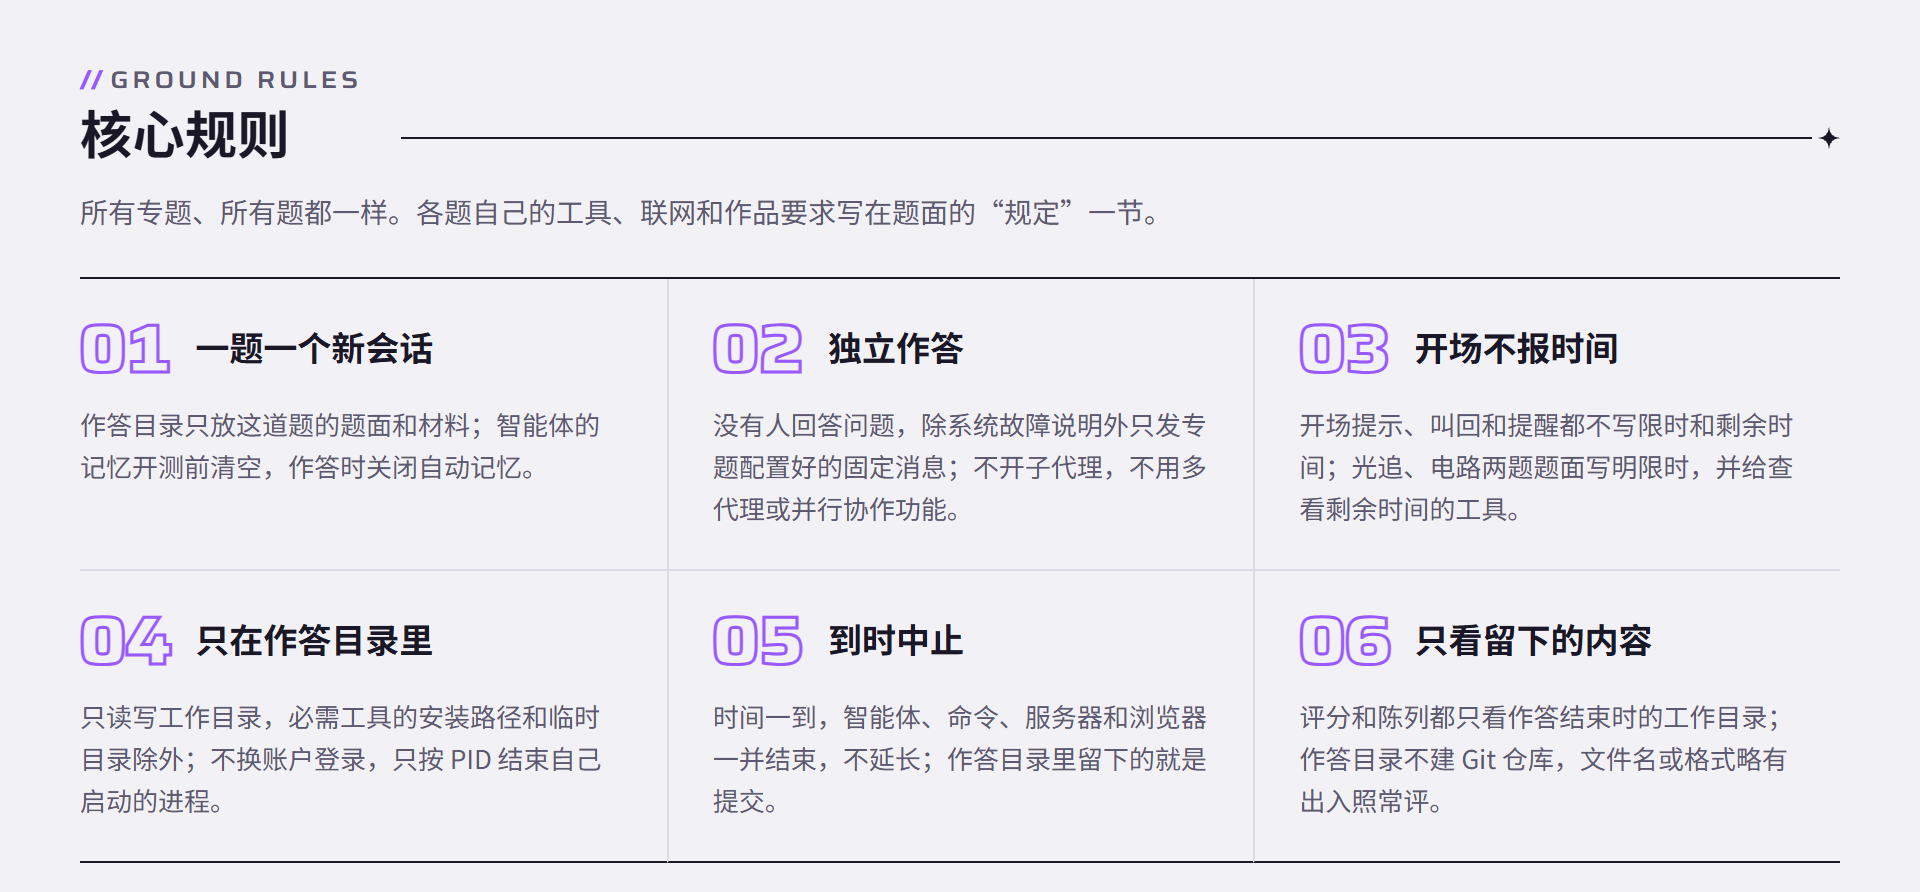 // GROUND RULES
核心规则
所有专题、所有题都一样。各题自己的工具、联网和作品要求写在题面的“规定”一节。
01 一题一个新会话
作答目录只放这道题的题面和材料；智能体的
记忆开测前清空，作答时关闭自动记忆。
02 独立作答
没有人回答问题，除系统故障说明外只发专
题配置好的固定消息；不开子代理，不用多
代理或并行协作功能。
03 开场不报时间
开场提示、叫回和提醒都不写限时和剩余时
间；光追、电路两题题面写明限时，并给查
看剩余时间的工具。
04 只在作答目录里
只读写工作目录，必需工具的安装路径和临时
目录除外；不换账户登录，只按 PID 结束自己
启动的进程。
05 到时中止
时间一到，智能体、命令、服务器和浏览器
一并结束，不延长；作答目录里留下的就是
提交。
06 只看留下的内容
评分和陈列都只看作答结束时的工作目录；
作答目录不建 Git 仓库，文件名或格式略有
出入照常评。